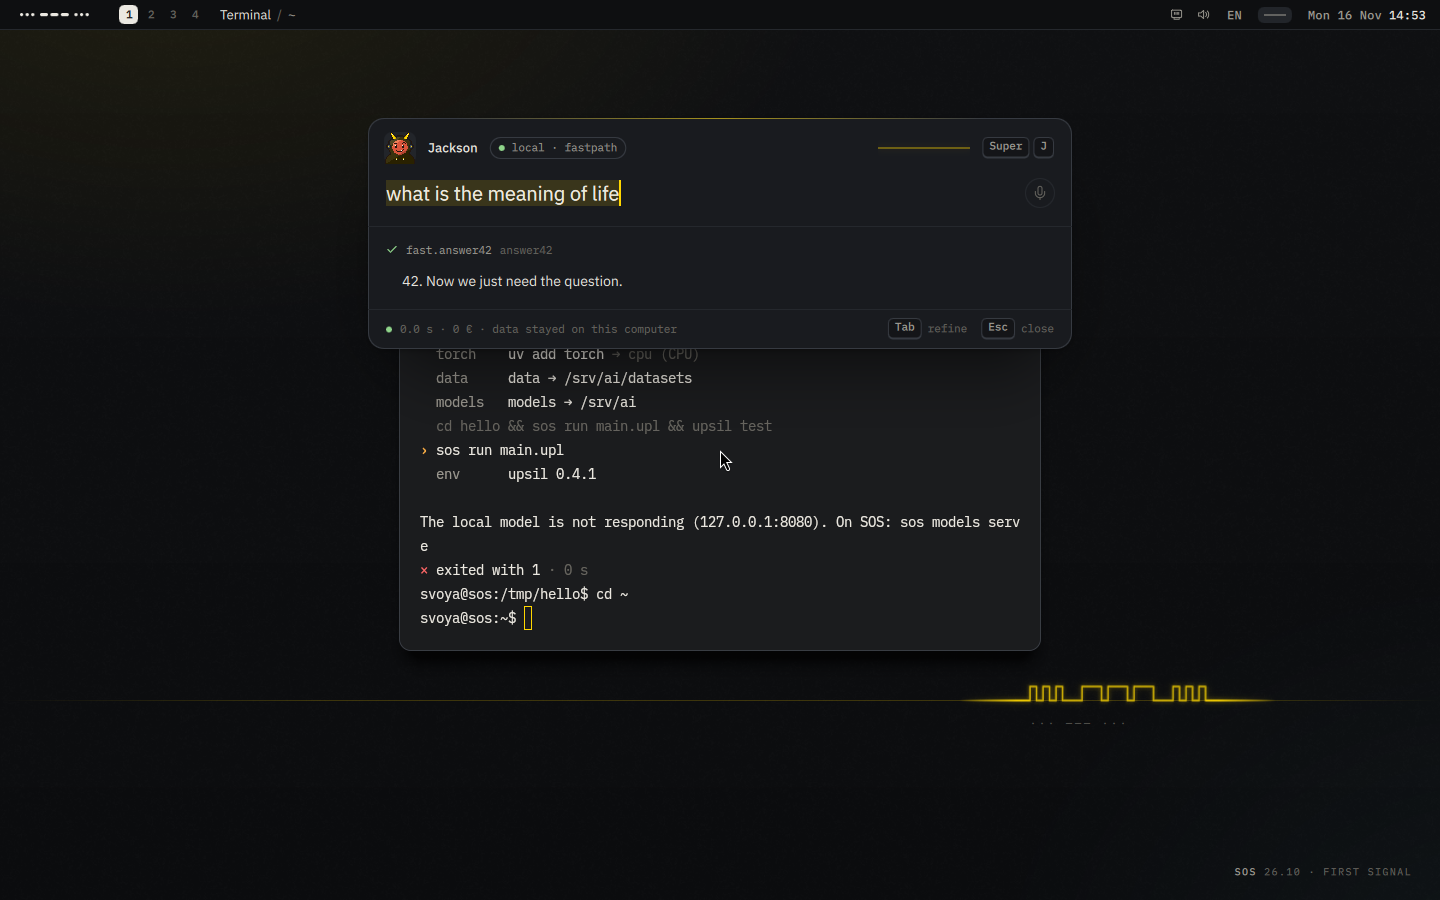 1 2 3 4 Terminal / ~ EN Mon 16 Nov 14:53
Jackson local · fastpath Super J
what is the meaning of life
fast.answer42 answer42
42. Now we just need the question.
0.0 s · 0 € · data stayed on this computer Tab refine Esc close
torch uv add torch → cpu (CPU)
data data → /srv/ai/datasets
models models → /srv/ai
cd hello && sos run main.upl && upsil test
› sos run main.upl
env upsil 0.4.1
The local model is not responding (127.0.0.1:8080). On SOS: sos models serv
e
× exited with 1 · 0 s
svoya@sos:/tmp/hello$ cd ~
svoya@sos:~$
··· −−− ···
SOS 26.10 · FIRST SIGNAL